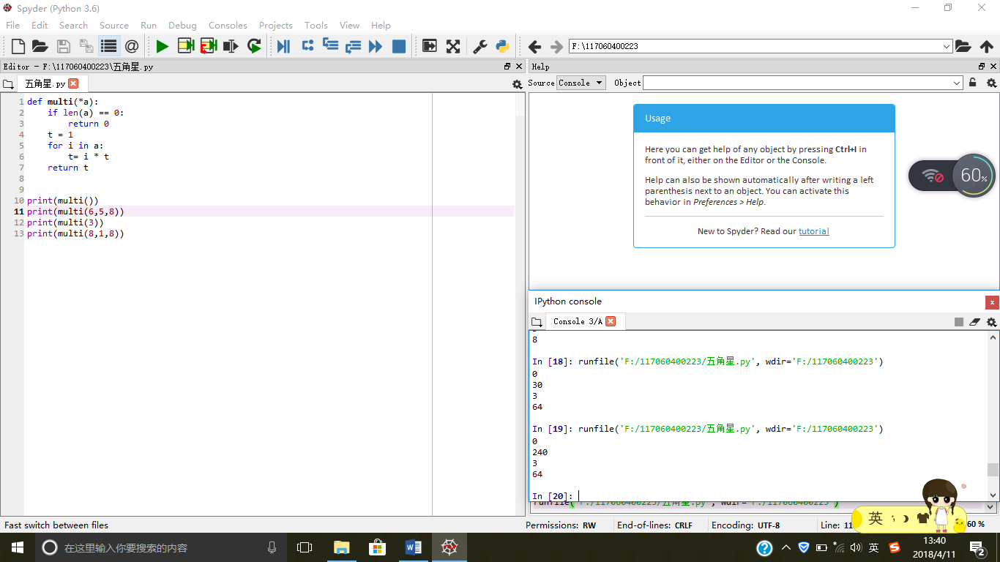 Spyder (Python 3.6)
File Edit Search Source Run Debug Consoles Projects Tools View Help
F:\117060400223
Editor - F:\117060400223\五角星.py
五角星.py
1 def multi(*a):
2 if len(a) == 0:
3 return 0
4 t = 1
5 for i in a:
6 t= i * t
7 return t
8
9
10 print(multi())
11 print(multi(6,5,8))
12 print(multi(3))
13 print(multi(8,1,8))
Help
Source Console Object
Usage
Here you can get help of any object by pressing Ctrl+I in
front of it, either on the Editor or the Console.
Help can also be shown automatically after writing a left
parenthesis next to an object. You can activate this
behavior in Preferences > Help.
New to Spyder? Read our tutorial
60%
IPython console
Console 3/A
8
In [18]: runfile('F:/117060400223/五角星.py', wdir='F:/117060400223')
0
30
3
64
In [19]: runfile('F:/117060400223/五角星.py', wdir='F:/117060400223')
0
240
3
64
In [20]:
runfile('F:/117060400223/五角星.py', wdir='F:/117060400223')
英
Fast switch between files
Permissions: RW End-of-lines: CRLF Encoding: UTF-8 Line: 11 60 %
在这里输入你要搜索的内容
英
13:40
2018/4/11
2